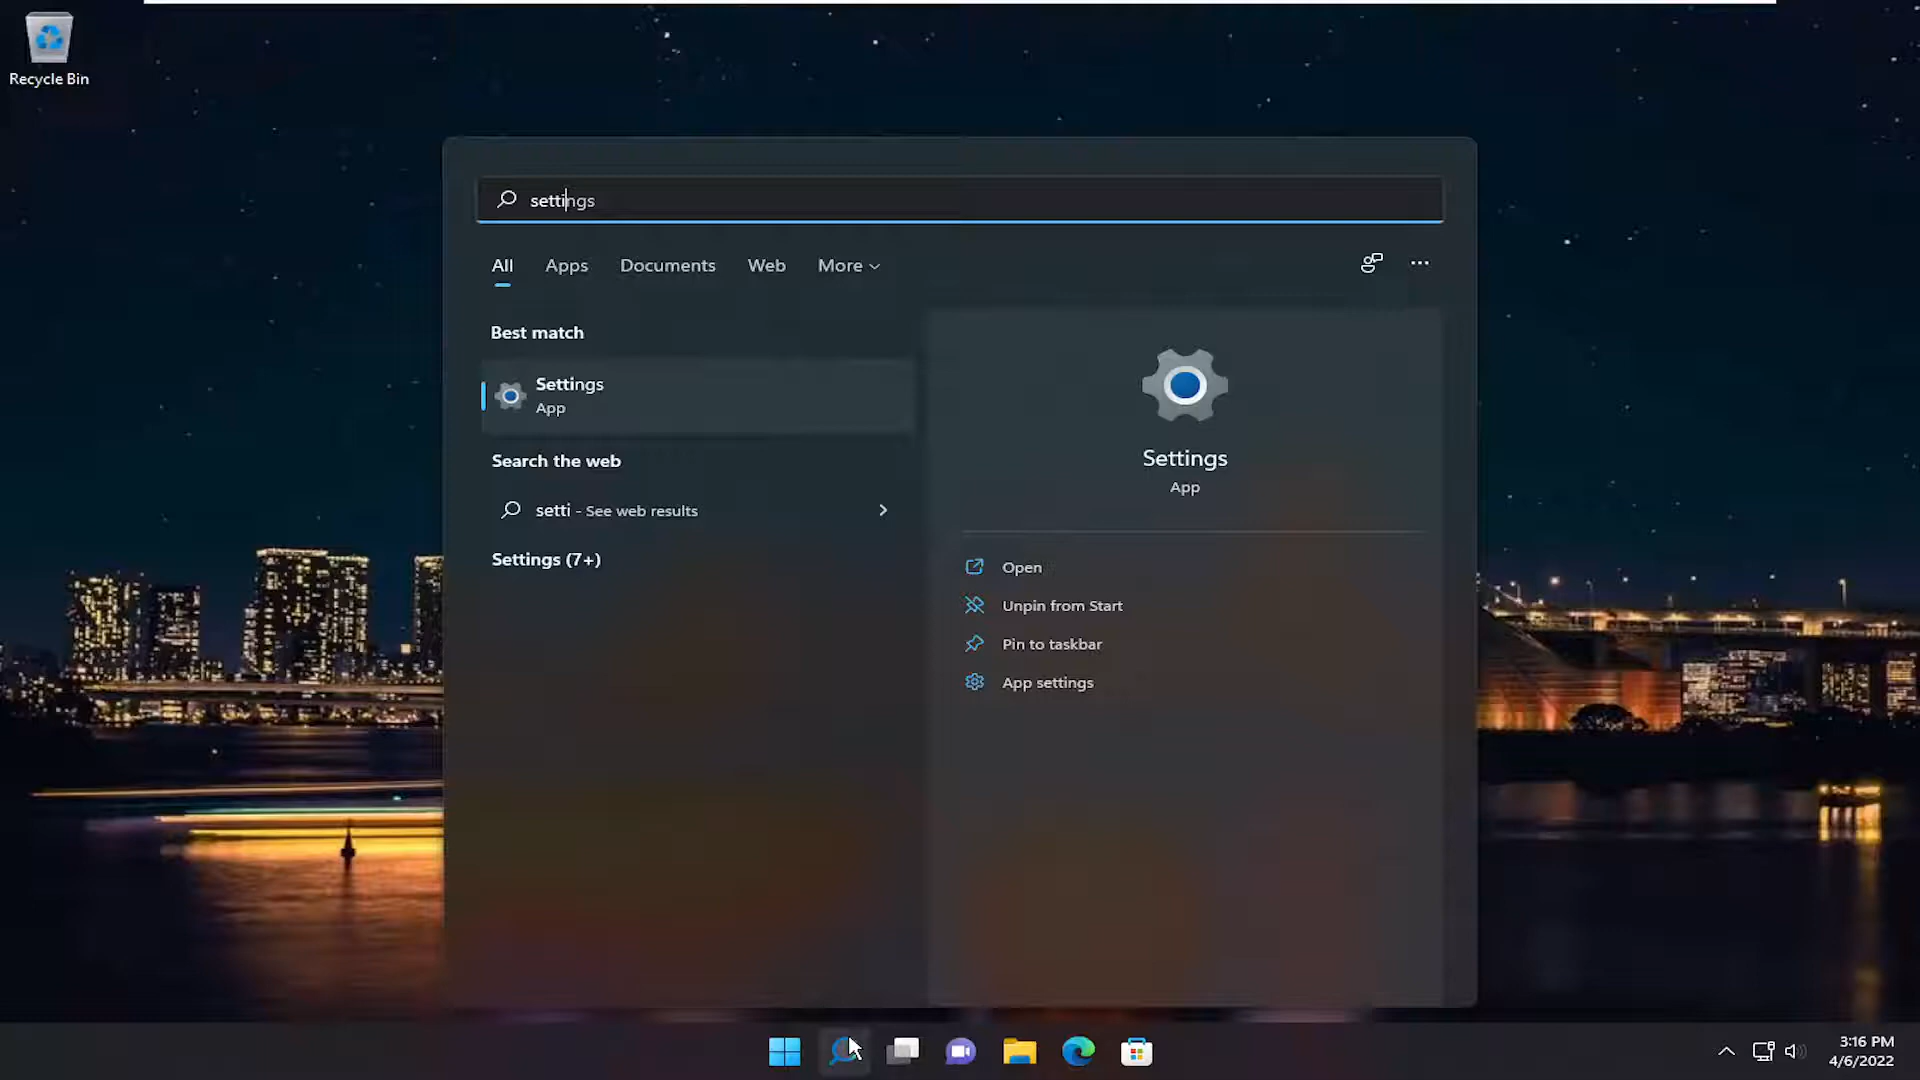 Recycle Bin
settings
All Apps Documents Web More
Best match
Settings
App
Search the web
setti - See web results
Settings (7+)
Settings
App
Open
Unpin from Start
Pin to taskbar
App settings
3:16 PM
4/6/2022